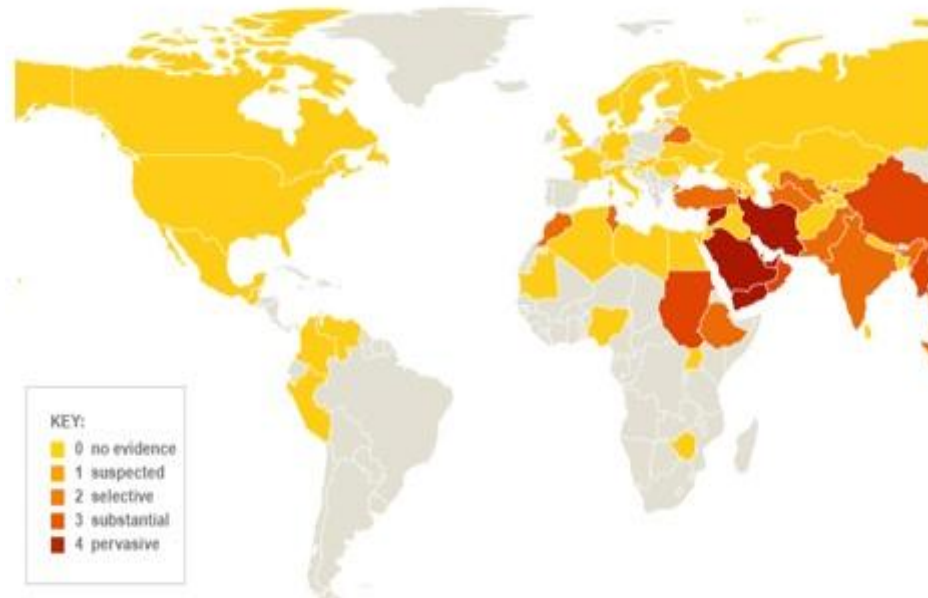 KEY:
0 no evidence
1 suspected
2 selective
3 substantial
4 pervasive